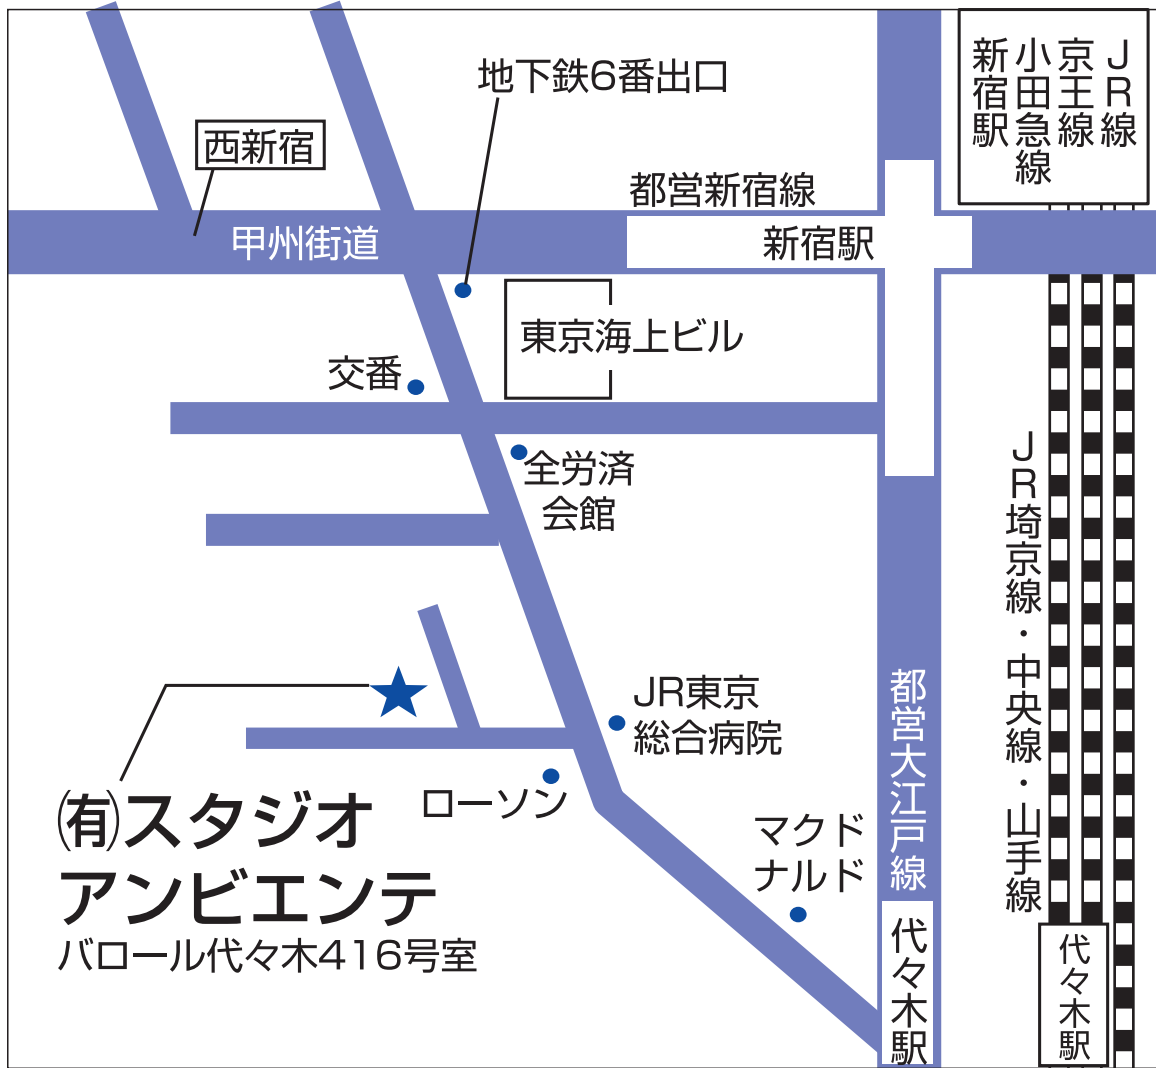 地下鉄6番出口
西新宿
都営新宿線
甲州街道
新宿駅
JR線
京王線
小田急線
新宿駅
東京海上ビル
交番
全労済
会館
JR東京
総合病院
ローソン
マクド
ナルド
都営大江戸線
代々木駅
JR埼京線・中央線・山手線
代々木駅
㈲スタジオ
アンビエンテ
バロール代々木416号室